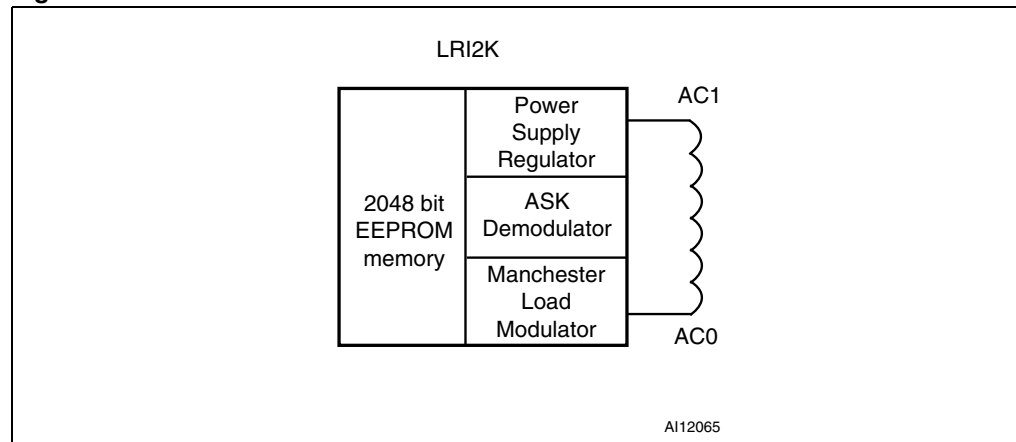 LRI2K
Power
Supply
Regulator
AC1
2048 bit
EEPROM
memory
ASK
Demodulator
Manchester
Load
Modulator
AC0
AI12065